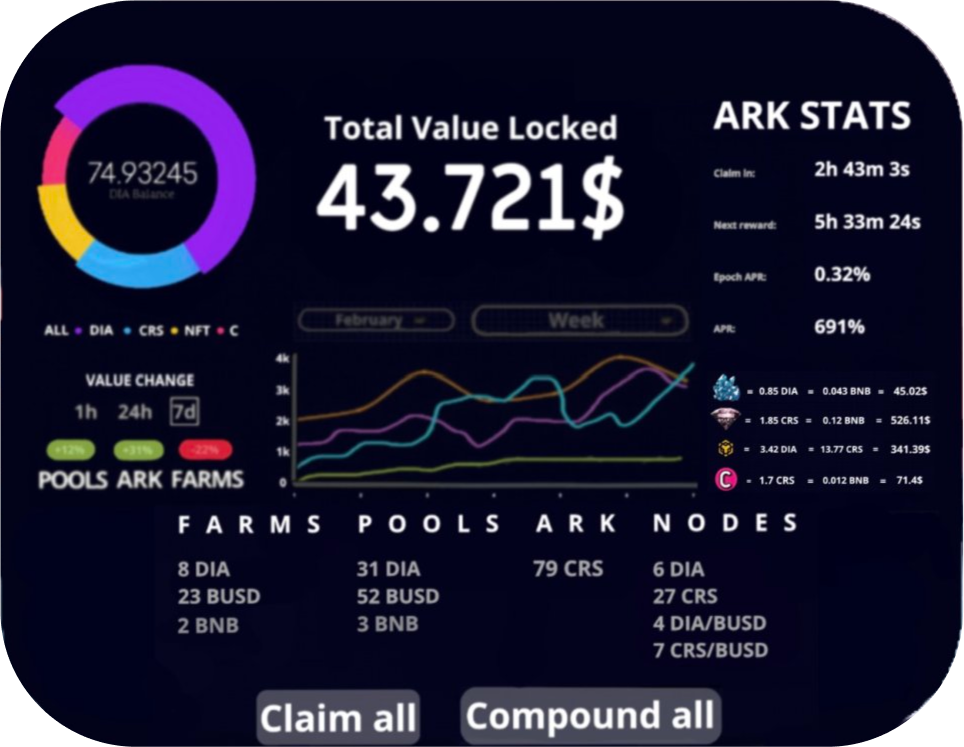 74.93245
DIA Balance
ALL DIA CRS NFT C
VALUE CHANGE
1h 24h 7d
+12% +31% -22%
POOLS ARK FARMS
Total Value Locked
43.721$
February
Week
4k
3k
2k
1k
0
ARK STATS
Claim in: 2h 43m 3s
Next reward: 5h 33m 24s
Epoch APR: 0.32%
APR: 691%
= 0.85 DIA = 0.043 BNB = 45.02$
= 1.85 CRS = 0.12 BNB = 526.11$
= 3.42 DIA = 13.77 CRS = 341.39$
C = 1.7 CRS = 0.012 BNB = 71.4$
FARMS POOLS ARK NODES
8 DIA 31 DIA 79 CRS 6 DIA
23 BUSD 52 BUSD 27 CRS
2 BNB 3 BNB 4 DIA/BUSD
7 CRS/BUSD
Claim all Compound all